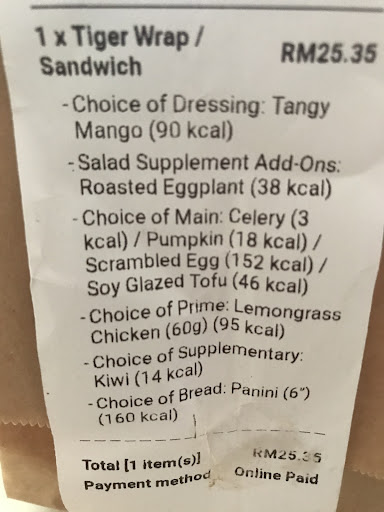 1 x Tiger Wrap / RM25.35
Sandwich
- Choice of Dressing: Tangy
Mango (90 kcal)
- Salad Supplement Add-Ons:
Roasted Eggplant (38 kcal)
- Choice of Main: Celery (3
kcal) / Pumpkin (18 kcal) /
Scrambled Egg (152 kcal) /
Soy Glazed Tofu (46 kcal)
- Choice of Prime: Lemongrass
Chicken (60g) (95 kcal)
- Choice of Supplementary:
Kiwi (14 kcal)
- Choice of Bread: Panini (6")
(160 kcal)
Total [1 item(s)] RM25.35
Payment method Online Paid